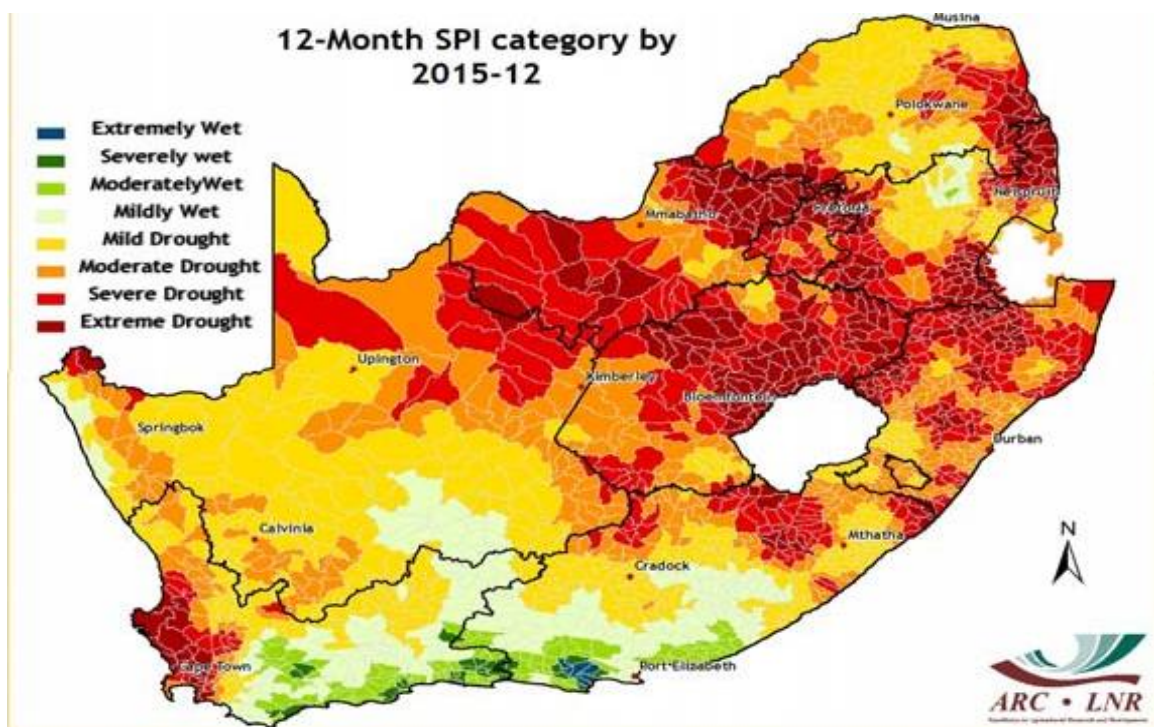 12-Month SPI category by
2015-12
Extremely Wet
Severely wet
ModeratelyWet
Mildly Wet
Mild Drought
Moderate Drought
Severe Drought
Extreme Drought
Musina
Polokwane
Nelspruit
Pretoria
Mmabatho
Upington
Kimberley
Bloemfontein
Springbok
Durban
Calvinia
Mthatha
N
Cradock
Cape Town
Port Elizabeth
ARC • LNR